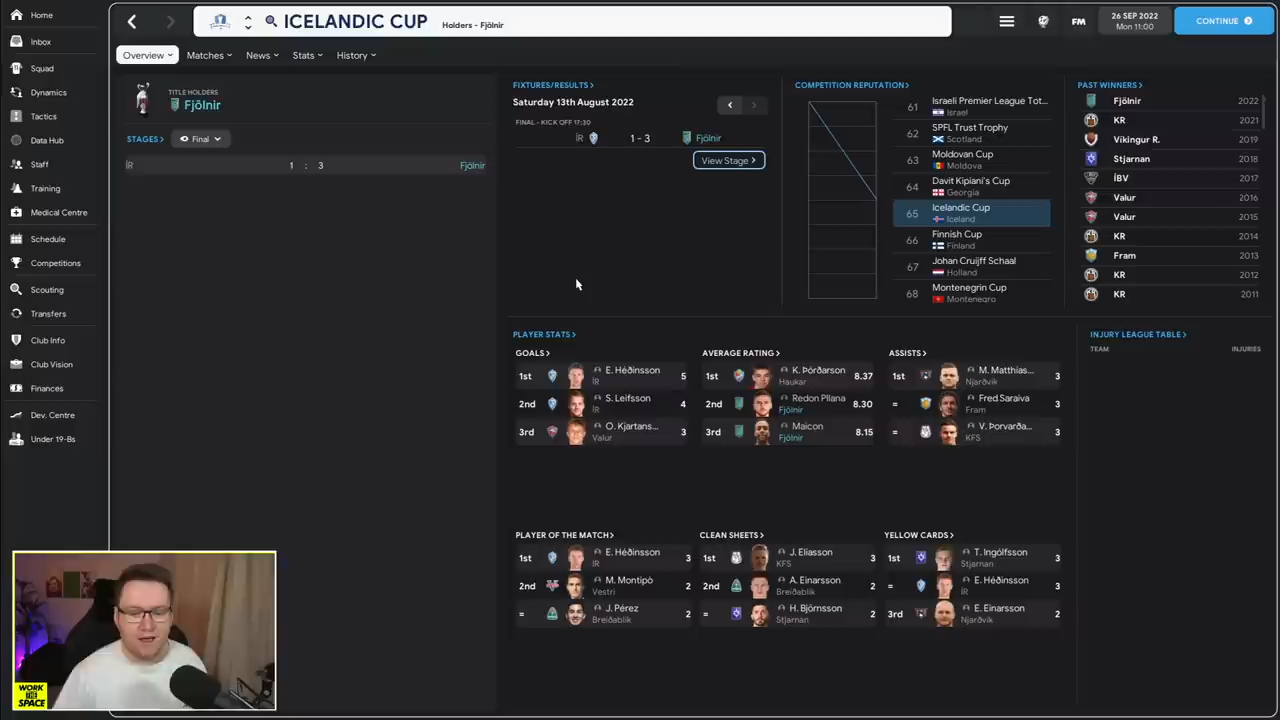 Home
Inbox
Squad
Dynamics
Tactics
Data Hub
Staff
Training
Medical Centre
Schedule
Competitions
Scouting
Transfers
Club Info
Club Vision
Finances
Dev. Centre
Under 19-Bs
ICELANDIC CUP
Holders - Fjölnir
FM
26 SEP 2022
Mon 11:00
CONTINUE
Overview
Matches
News
Stats
History
TITLE HOLDERS
Fjölnir
STAGES
Final
ÍR 1 : 3 Fjölnir
FIXTURES/RESULTS
Saturday 13th August 2022
FINAL - KICK OFF 17:30
ÍR 1 - 3 Fjölnir
View Stage
COMPETITION REPUTATION
61 Israeli Premier League Tot...
Israel
62 SPFL Trust Trophy
Scotland
63 Moldovan Cup
Moldova
64 Davit Kipiani's Cup
Georgia
65 Icelandic Cup
Iceland
66 Finnish Cup
Finland
67 Johan Cruijff Schaal
Holland
68 Montenegrin Cup
Montenegro
PAST WINNERS
Fjölnir 2022
KR 2021
Víkingur R. 2019
Stjarnan 2018
ÍBV 2017
Valur 2016
Valur 2015
KR 2014
Fram 2013
KR 2012
KR 2011
PLAYER STATS
GOALS
1st E. Héðinsson 5
ÍR
2nd S. Leifsson 4
ÍR
3rd O. Kjartans... 3
Valur
AVERAGE RATING
1st K. Þórðarson 8.37
Haukar
2nd Redon Pllana 8.30
Fjölnir
3rd Maicon 8.15
Fjölnir
ASSISTS
1st M. Matthias... 3
Njarðvík
= Fred Saraiva 3
Fram
= V. Þorvarða... 3
KFS
INJURY LEAGUE TABLE
TEAM INJURIES
PLAYER OF THE MATCH
1st E. Héðinsson 3
ÍR
2nd M. Montipò 2
Vestri
= J. Pérez 2
Breiðablik
CLEAN SHEETS
1st J. Elíasson 3
KFS
2nd A. Einarsson 2
Breiðablik
= H. Björnsson 2
Stjarnan
YELLOW CARDS
1st T. Ingólfsson 3
Stjarnan
= E. Héðinsson 3
ÍR
3rd E. Einarsson 2
Njarðvík
WORK
THE
SPACE